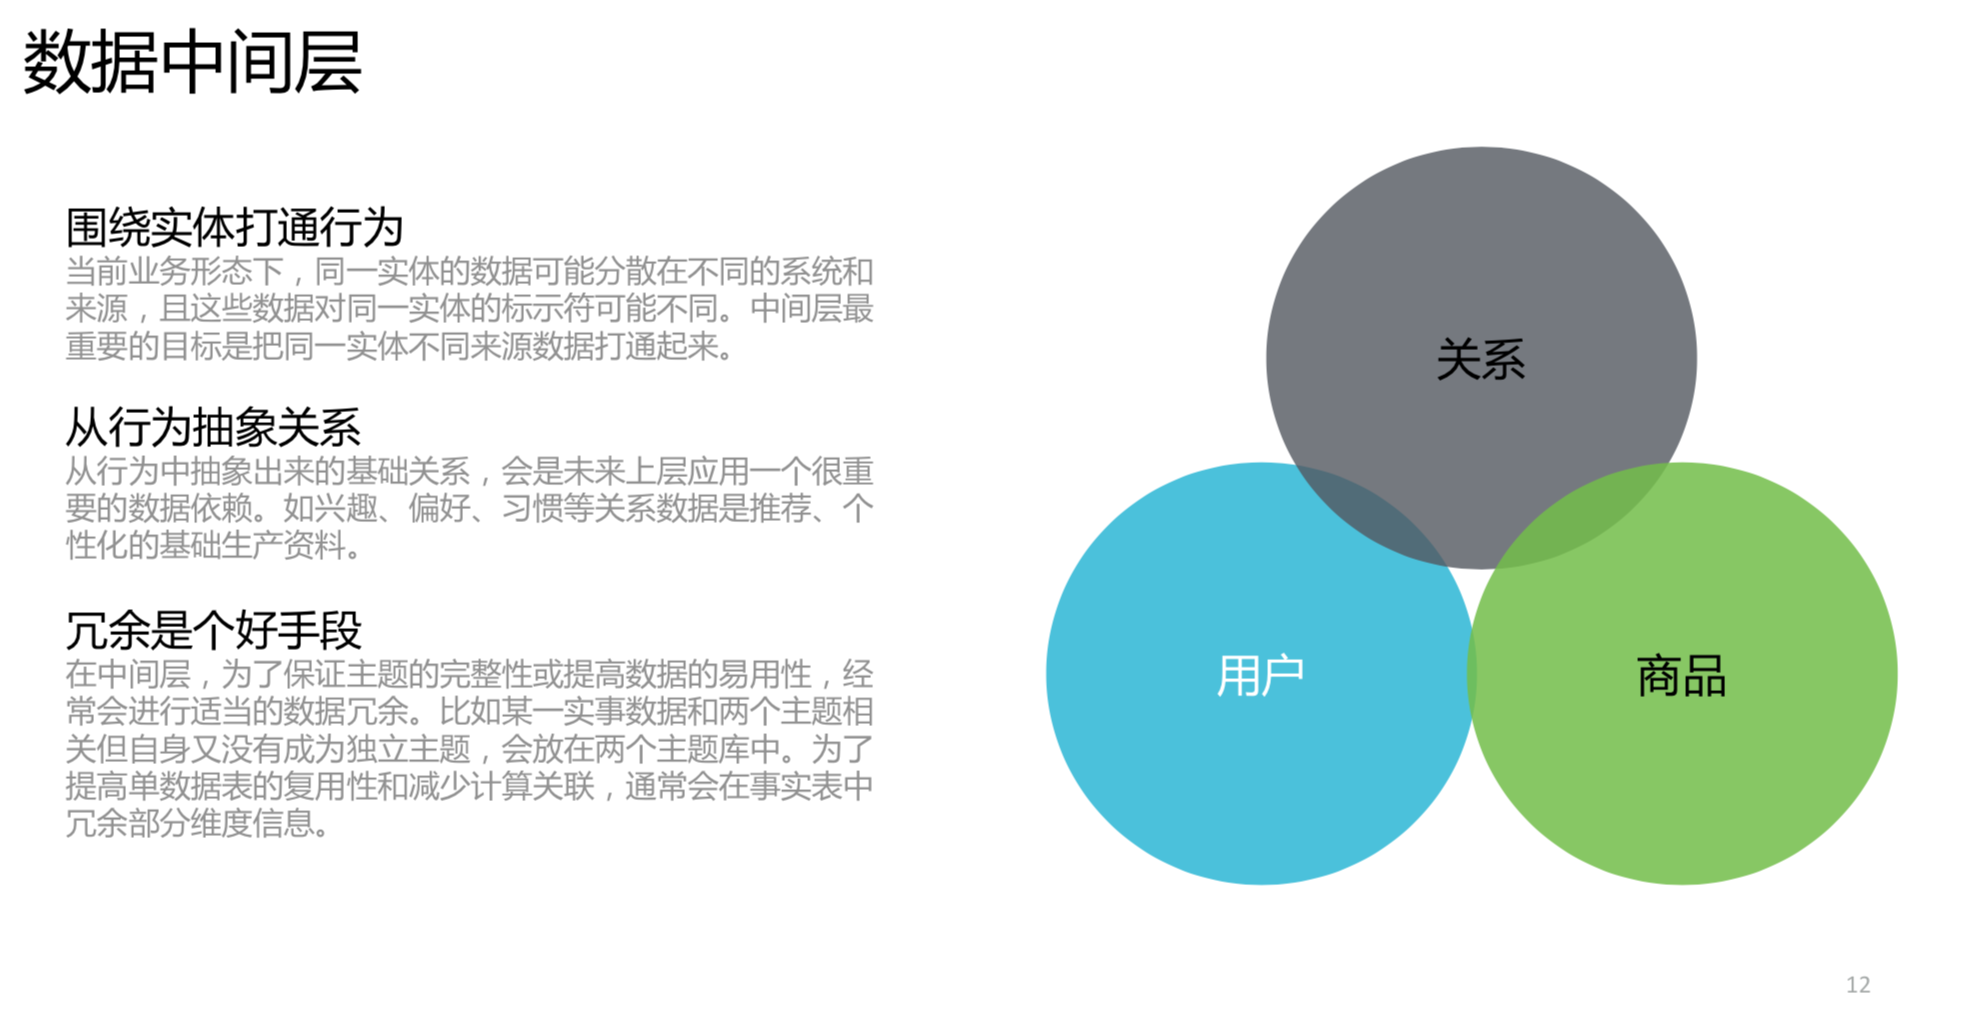 数据中间层
围绕实体打通行为
当前业务形态下，同一实体的数据可能分散在不同的系统和
来源，且这些数据对同一实体的标示符可能不同。中间层最
重要的目标是把同一实体不同来源数据打通起来。
从行为抽象关系
从行为中抽象出来的基础关系，会是未来上层应用一个很重
要的数据依赖。如兴趣、偏好、习惯等关系数据是推荐、个
性化的基础生产资料。
冗余是个好手段
在中间层，为了保证主题的完整性或提高数据的易用性，经
常会进行适当的数据冗余。比如某一实事数据和两个主题相
关但自身又没有成为独立主题，会放在两个主题库中。为了
提高单数据表的复用性和减少计算关联，通常会在事实表中
冗余部分维度信息。
关系
用户
商品
12